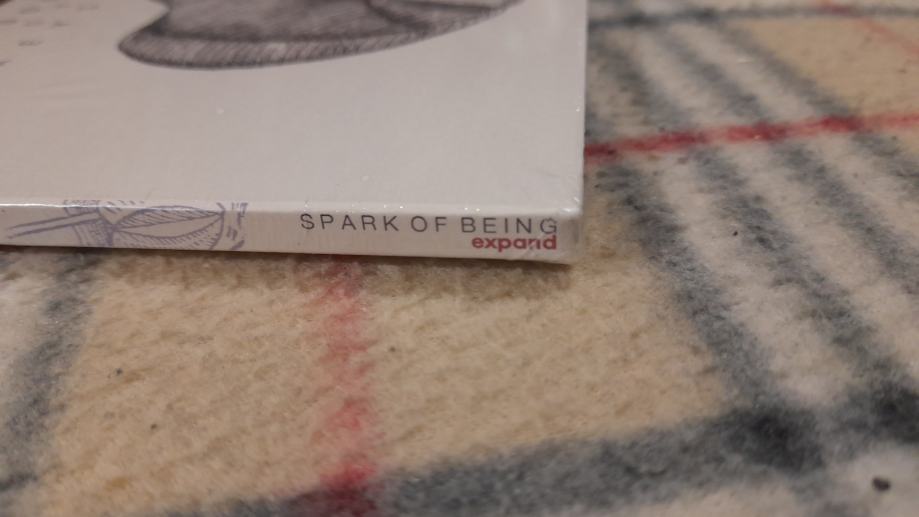 SPARK OF BEING
expand